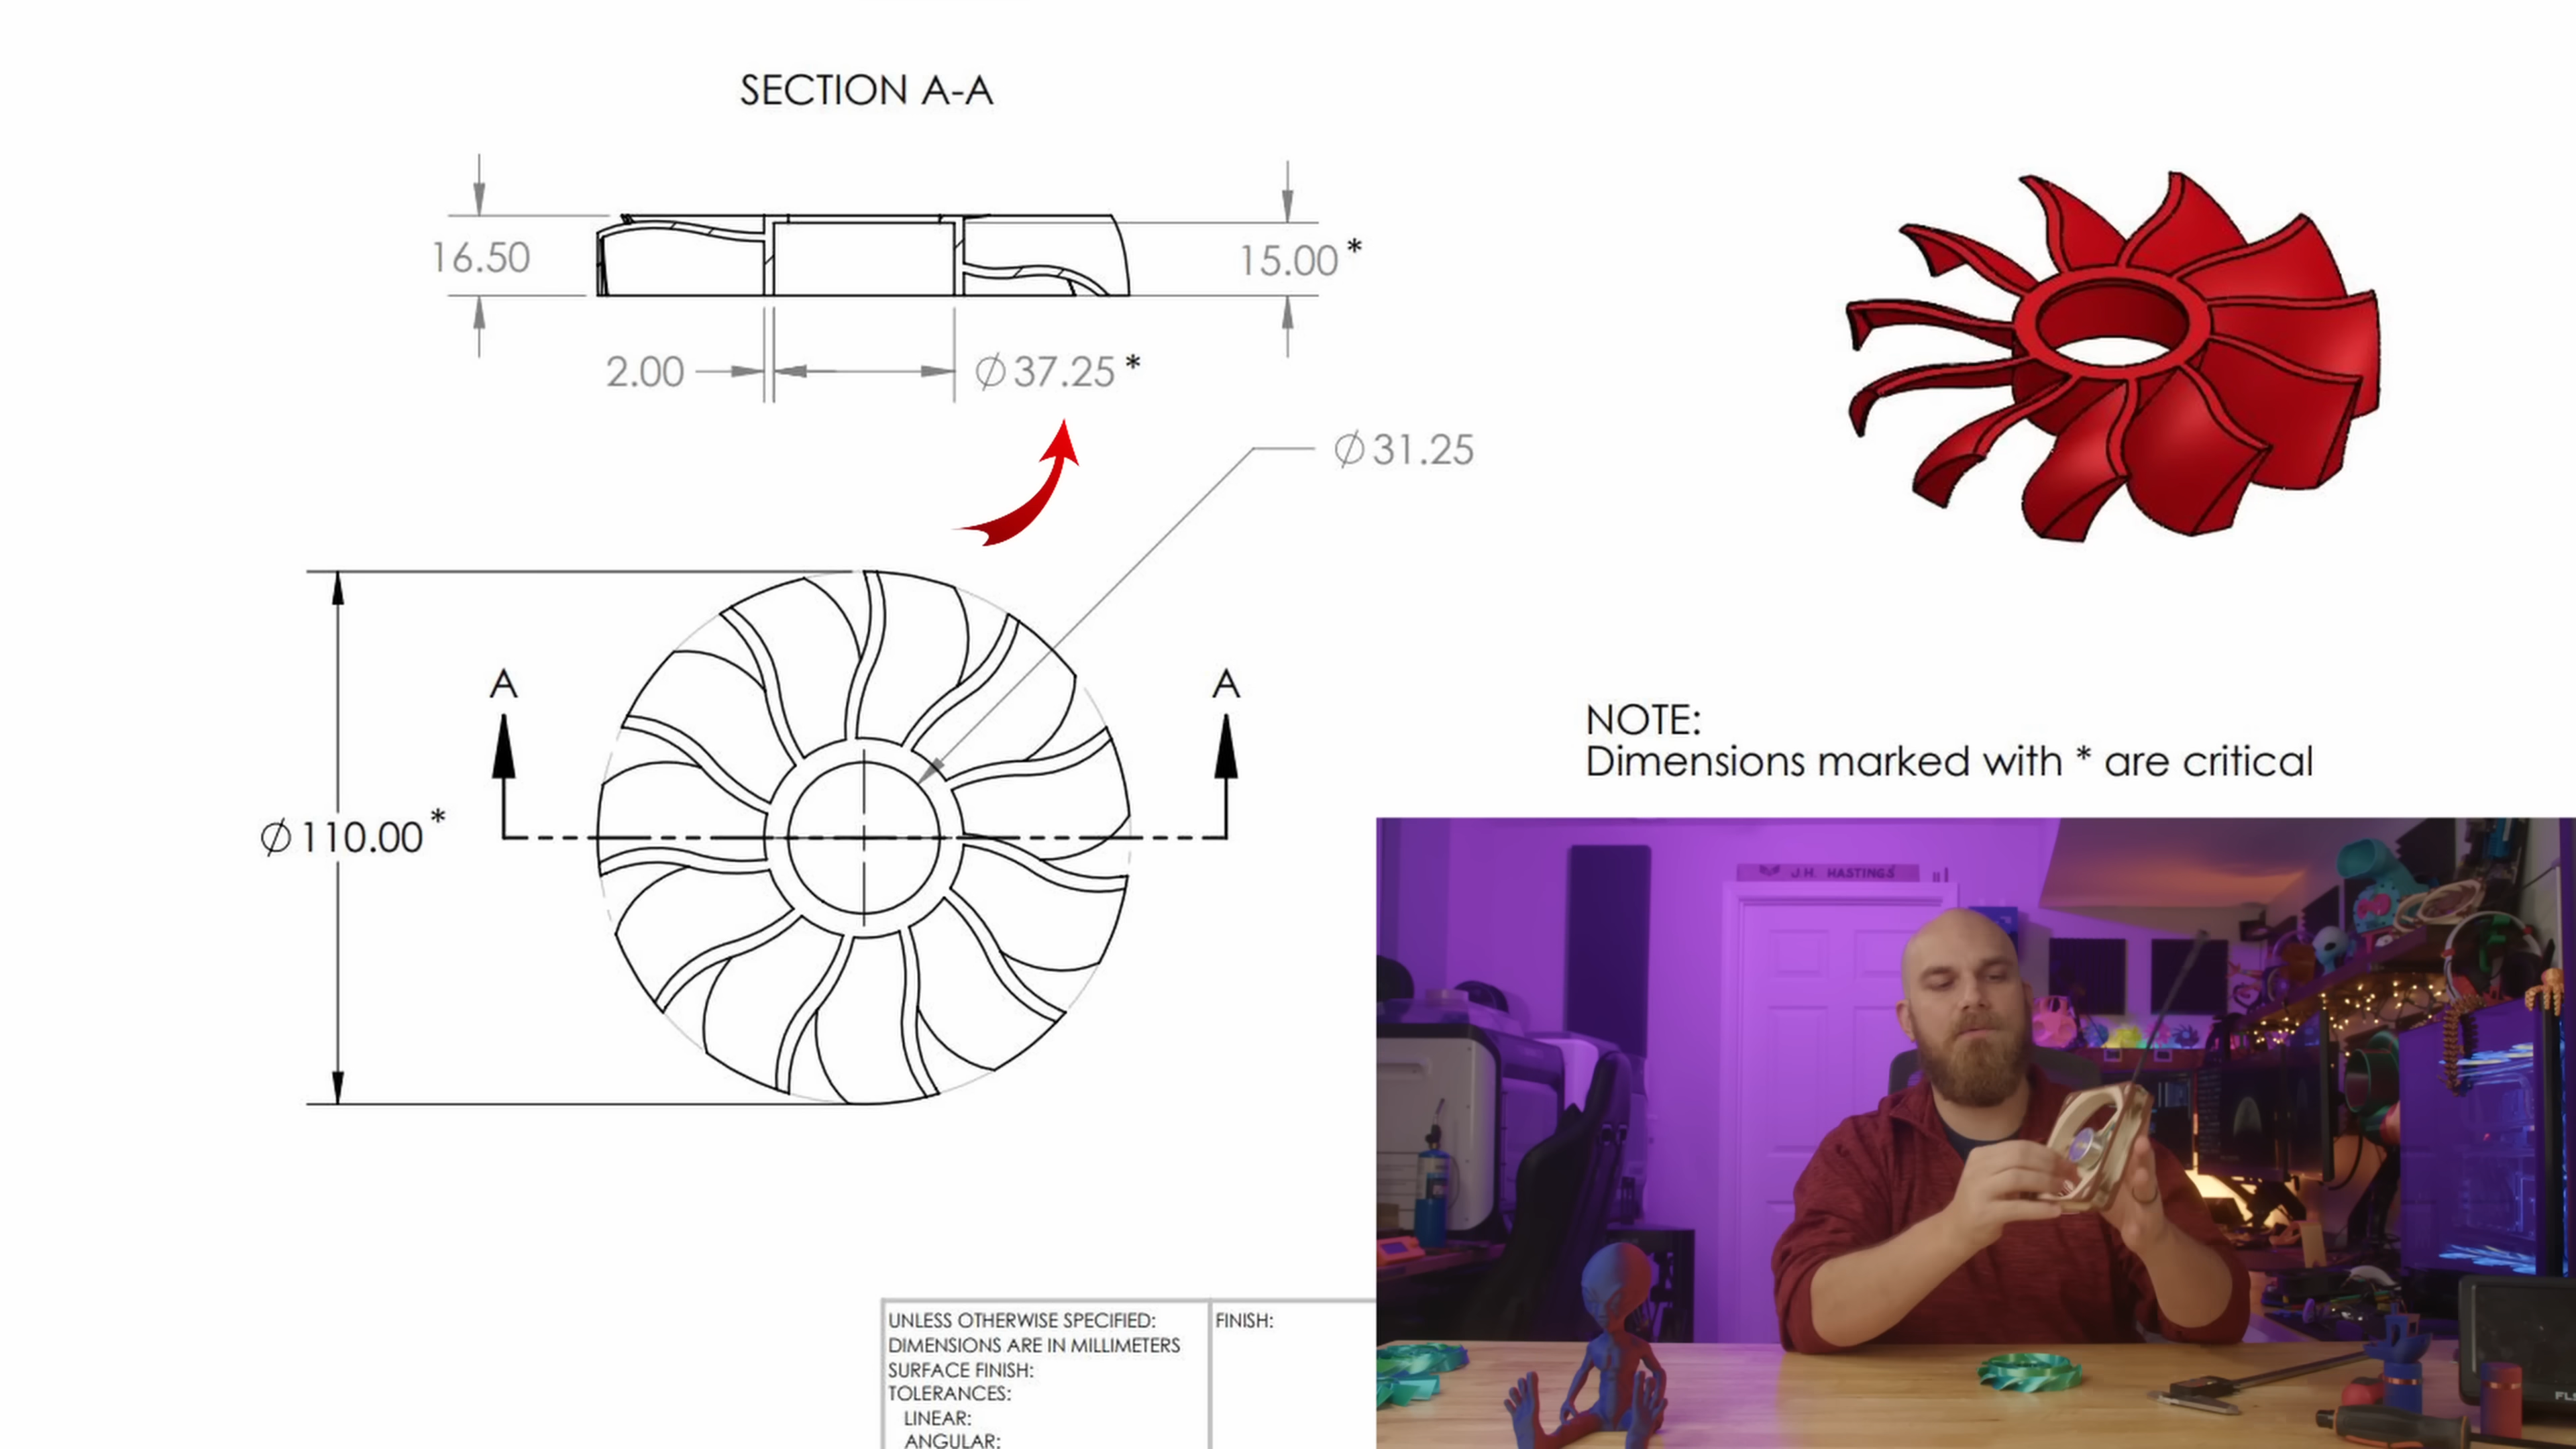 SECTION A-A
16.50
15.00*
2.00
∅37.25*
∅31.25
A
A
∅110.00*
NOTE:
Dimensions marked with * are critical
J.H. HASTINGS
UNLESS OTHERWISE SPECIFIED:
DIMENSIONS ARE IN MILLIMETERS
SURFACE FINISH:
TOLERANCES:
LINEAR:
ANGULAR:
FINISH: